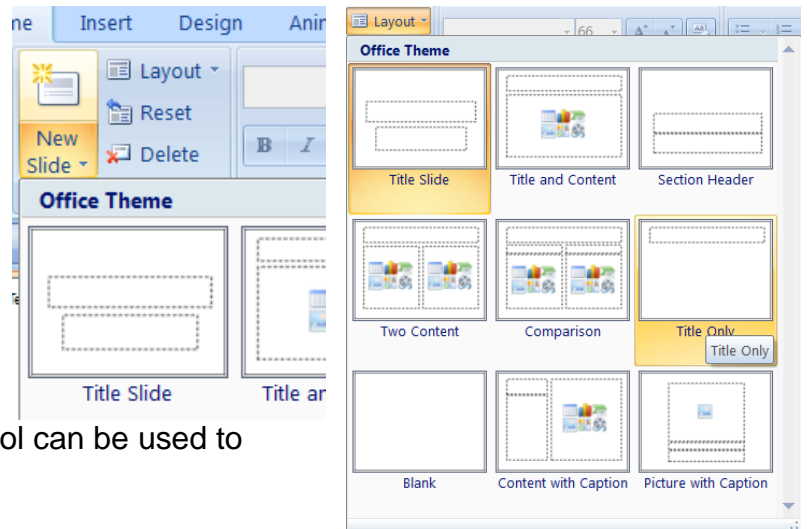 ne Insert Design Anir
Layout
Reset
New
Slide
Delete
B I
Office Theme
Title Slide
Title ar
ol can be used to
Layout
66
Office Theme
Title Slide Title and Content Section Header
Two Content Comparison Title Only
Title Only
Blank Content with Caption Picture with Caption